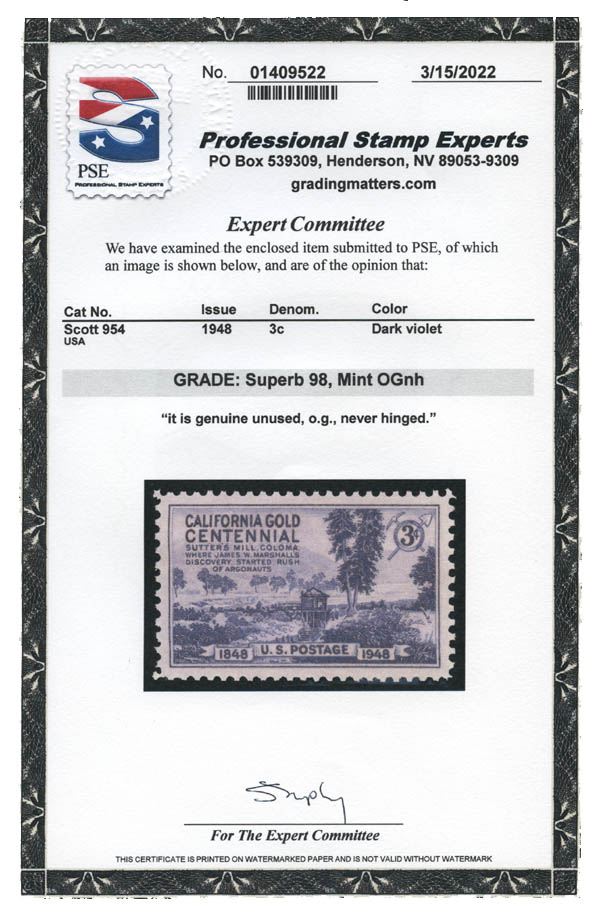 No. 01409522 3/15/2022
PSE
PROFESSIONAL STAMP EXPERTS
Professional Stamp Experts
PO Box 539309, Henderson, NV 89053-9309
gradingmatters.com
Expert Committee
We have examined the enclosed item submitted to PSE, of which
an image is shown below, and are of the opinion that:
Cat No. Issue Denom. Color
Scott 954 1948 3c Dark violet
USA
GRADE: Superb 98, Mint OGnh
“it is genuine unused, o.g., never hinged.”
CALIFORNIA GOLD
CENTENNIAL
SUTTER'S MILL, COLOMA
WHERE JAMES W. MARSHALL'S
DISCOVERY STARTED RUSH
OF ARGONAUTS
3¢
1848 U.S. POSTAGE 1948
For The Expert Committee
THIS CERTIFICATE IS PRINTED ON WATERMARKED PAPER AND IS NOT VALID WITHOUT WATERMARK